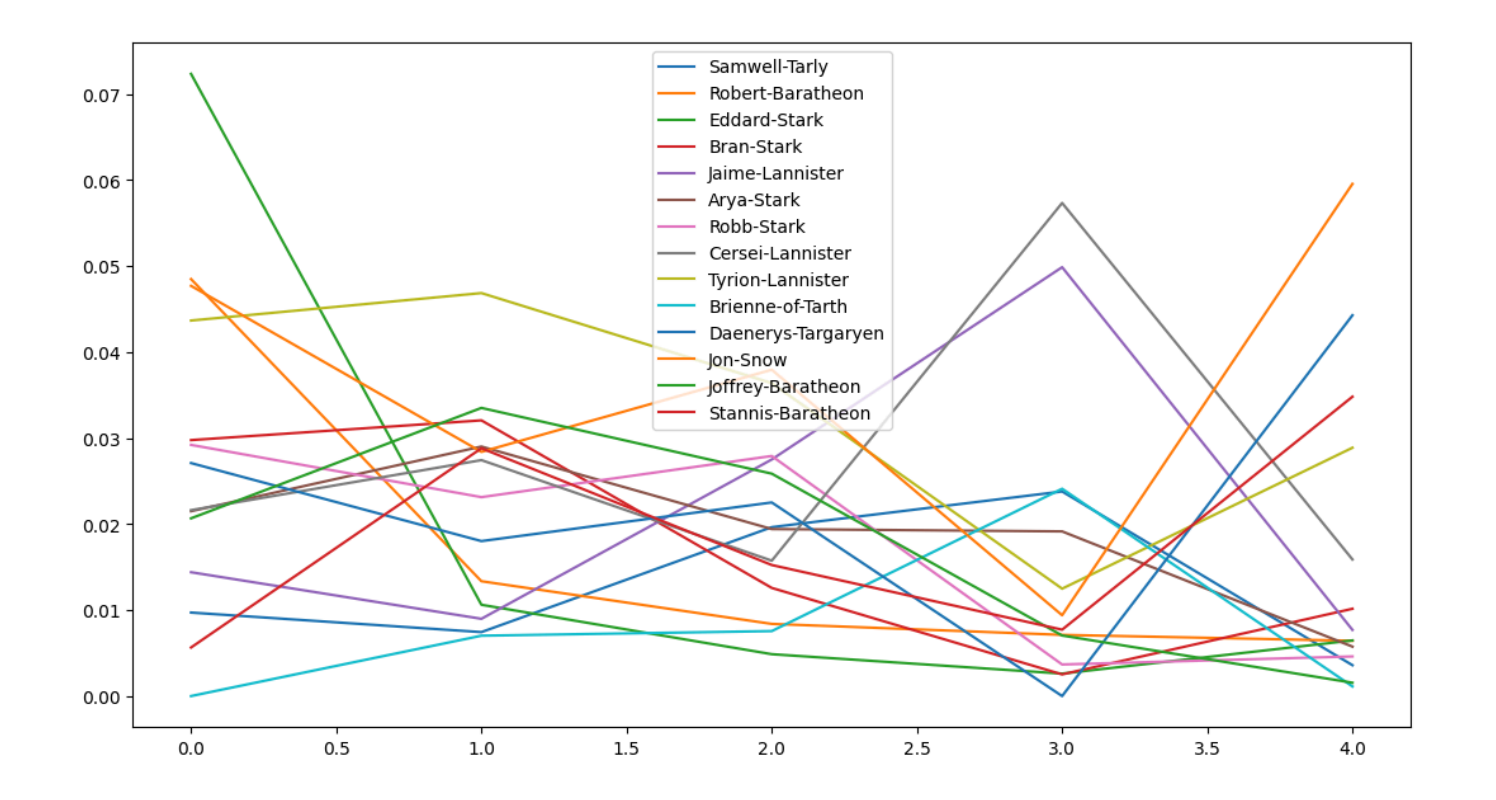 Samwell-Tarly
Robert-Baratheon
Eddard-Stark
Bran-Stark
Jaime-Lannister
Arya-Stark
Robb-Stark
Cersei-Lannister
Tyrion-Lannister
Brienne-of-Tarth
Daenerys-Targaryen
Jon-Snow
Joffrey-Baratheon
Stannis-Baratheon
0.07
0.06
0.05
0.04
0.03
0.02
0.01
0.00
0.0 0.5 1.0 1.5 2.0 2.5 3.0 3.5 4.0